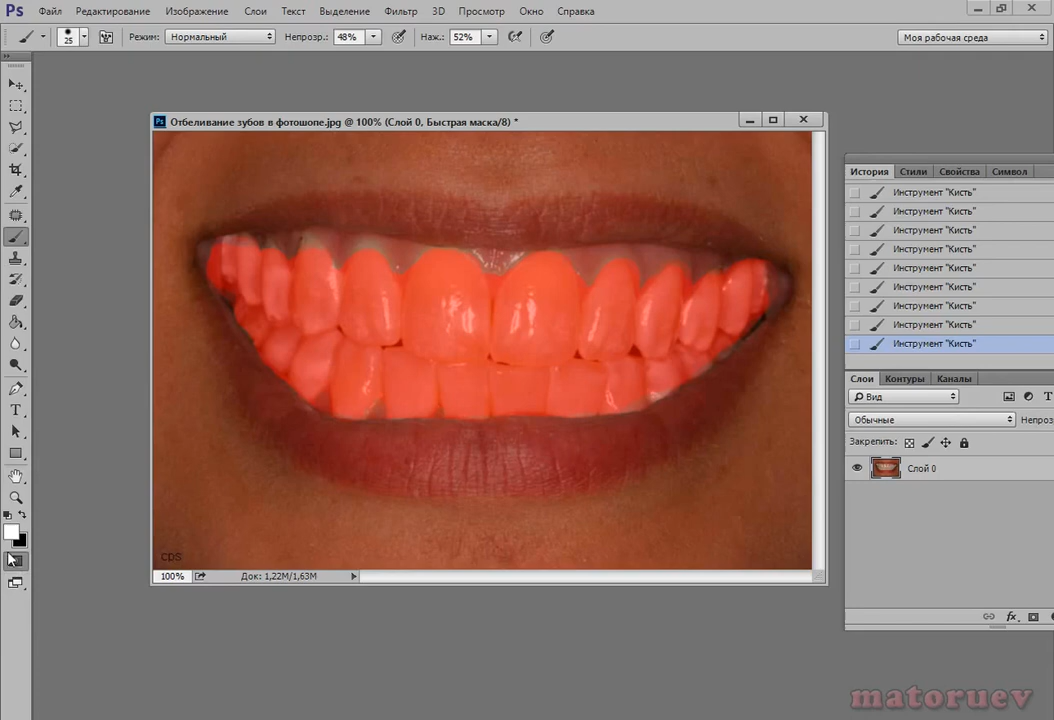 Ps Файл Редактирование Изображение Слои Текст Выделение Фильтр 3D Просмотр Окно Справка
25 Режим: Нормальный Непрозр.: 48% Наж.: 52% Моя рабочая среда
Отбеливание зубов в фотошопе.jpg @ 100% (Слой 0, Быстрая маска/8) *
История Стили Свойства Символ
Инструмент "Кисть"
Инструмент "Кисть"
Инструмент "Кисть"
Инструмент "Кисть"
Инструмент "Кисть"
Инструмент "Кисть"
Инструмент "Кисть"
Инструмент "Кисть"
Инструмент "Кисть"
Слои Контуры Каналы
Вид
Обычные Непроз
Закрепить:
Слой 0
CDS
100% Док: 1,22M/1,63M
fx
matoruev